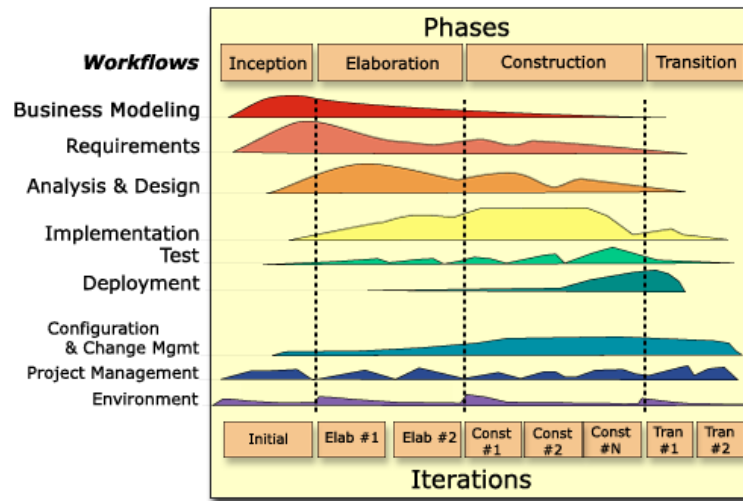 Phases
Workflows
Inception
Elaboration
Construction
Transition
Business Modeling
Requirements
Analysis & Design
Implementation
Test
Deployment
Configuration
& Change Mgmt
Project Management
Environment
Initial
Elab #1
Elab #2
Const
#1
Const
#2
Const
#N
Tran
#1
Tran
#2
Iterations